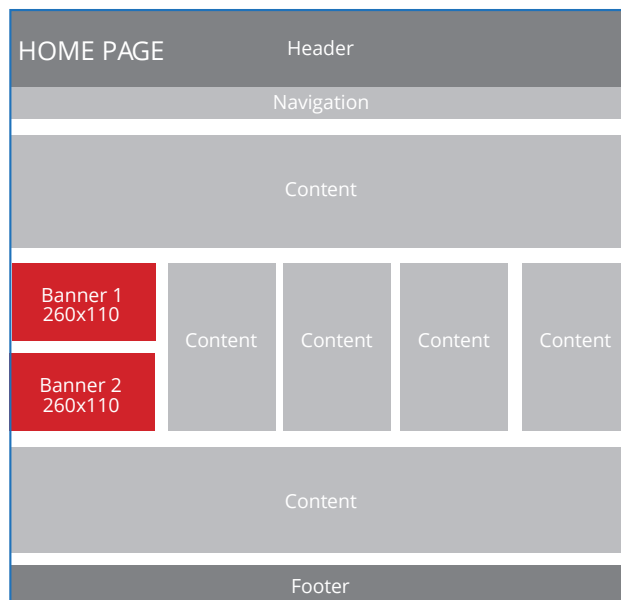 HOME PAGE
Header
Navigation
Content
Banner 1
260x110
Banner 2
260x110
Content
Content
Content
Content
Content
Footer